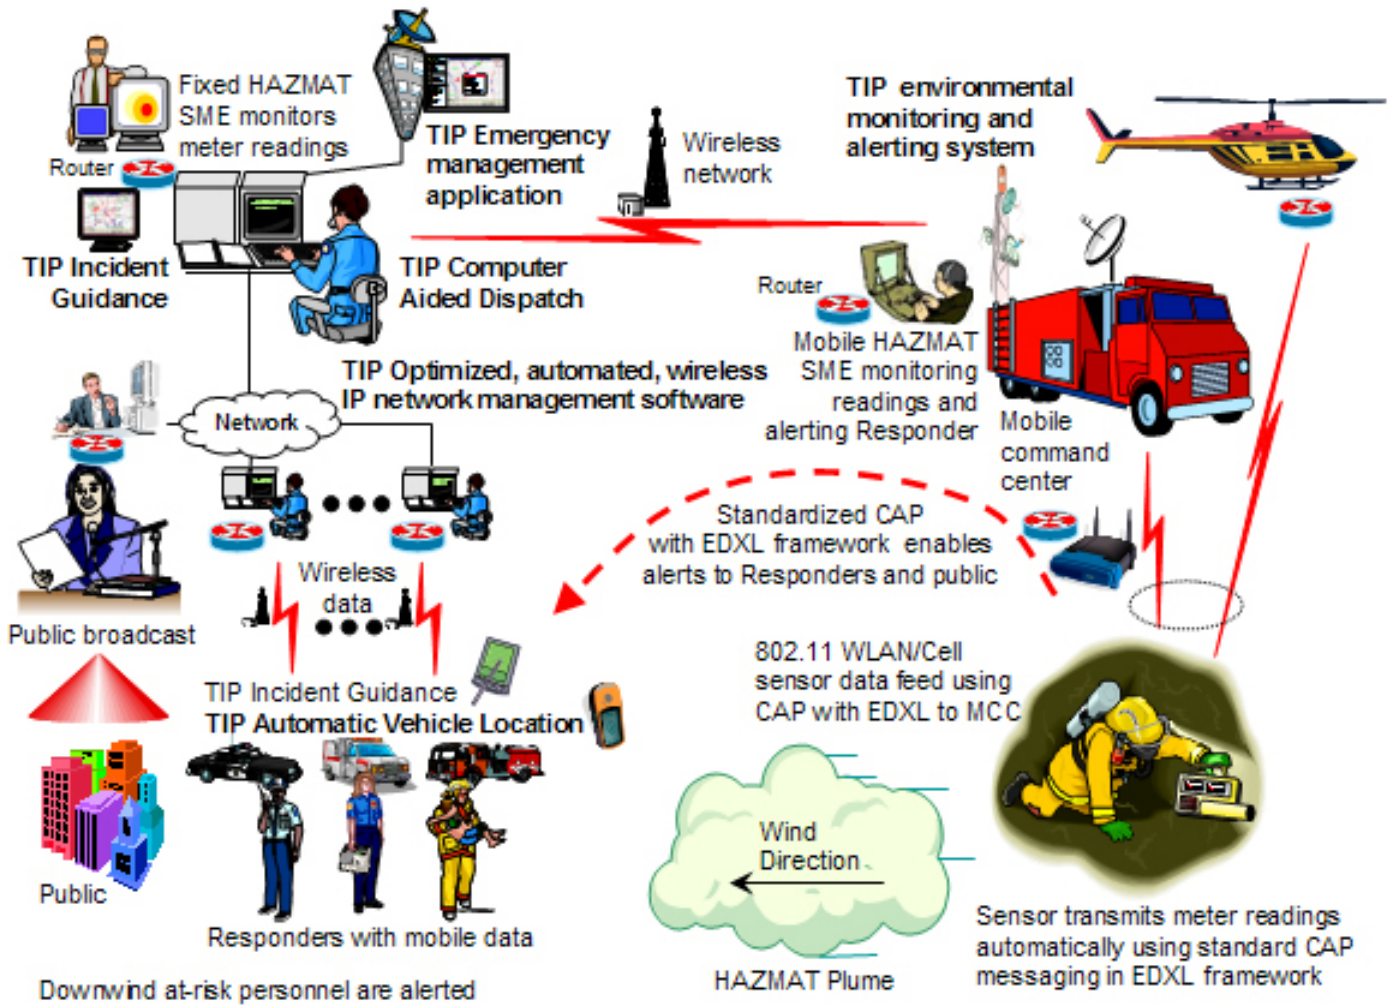 Fixed HAZMAT
SME monitors
meter readings
Router
TIP Emergency
management
application
Wireless
network
TIP environmental
monitoring and
alerting system
TIP Incident
Guidance
TIP Computer
Aided Dispatch
Router
Mobile HAZMAT
SME monitoring
readings and
alerting Responder
Mobile
command
center
TIP Optimized, automated, wireless
IP network management software
Network
Standardized CAP
with EDXL framework enables
alerts to Responders and public
Wireless
data
Public broadcast
802.11 WLAN/Cell
sensor data feed using
CAP with EDXL to MCC
TIP Incident Guidance
TIP Automatic Vehicle Location
Wind
Direction
Public
Responders with mobile data
HAZMAT Plume
Sensor transmits meter readings
automatically using standard CAP
messaging in EDXL framework
Downwind at-risk personnel are alerted